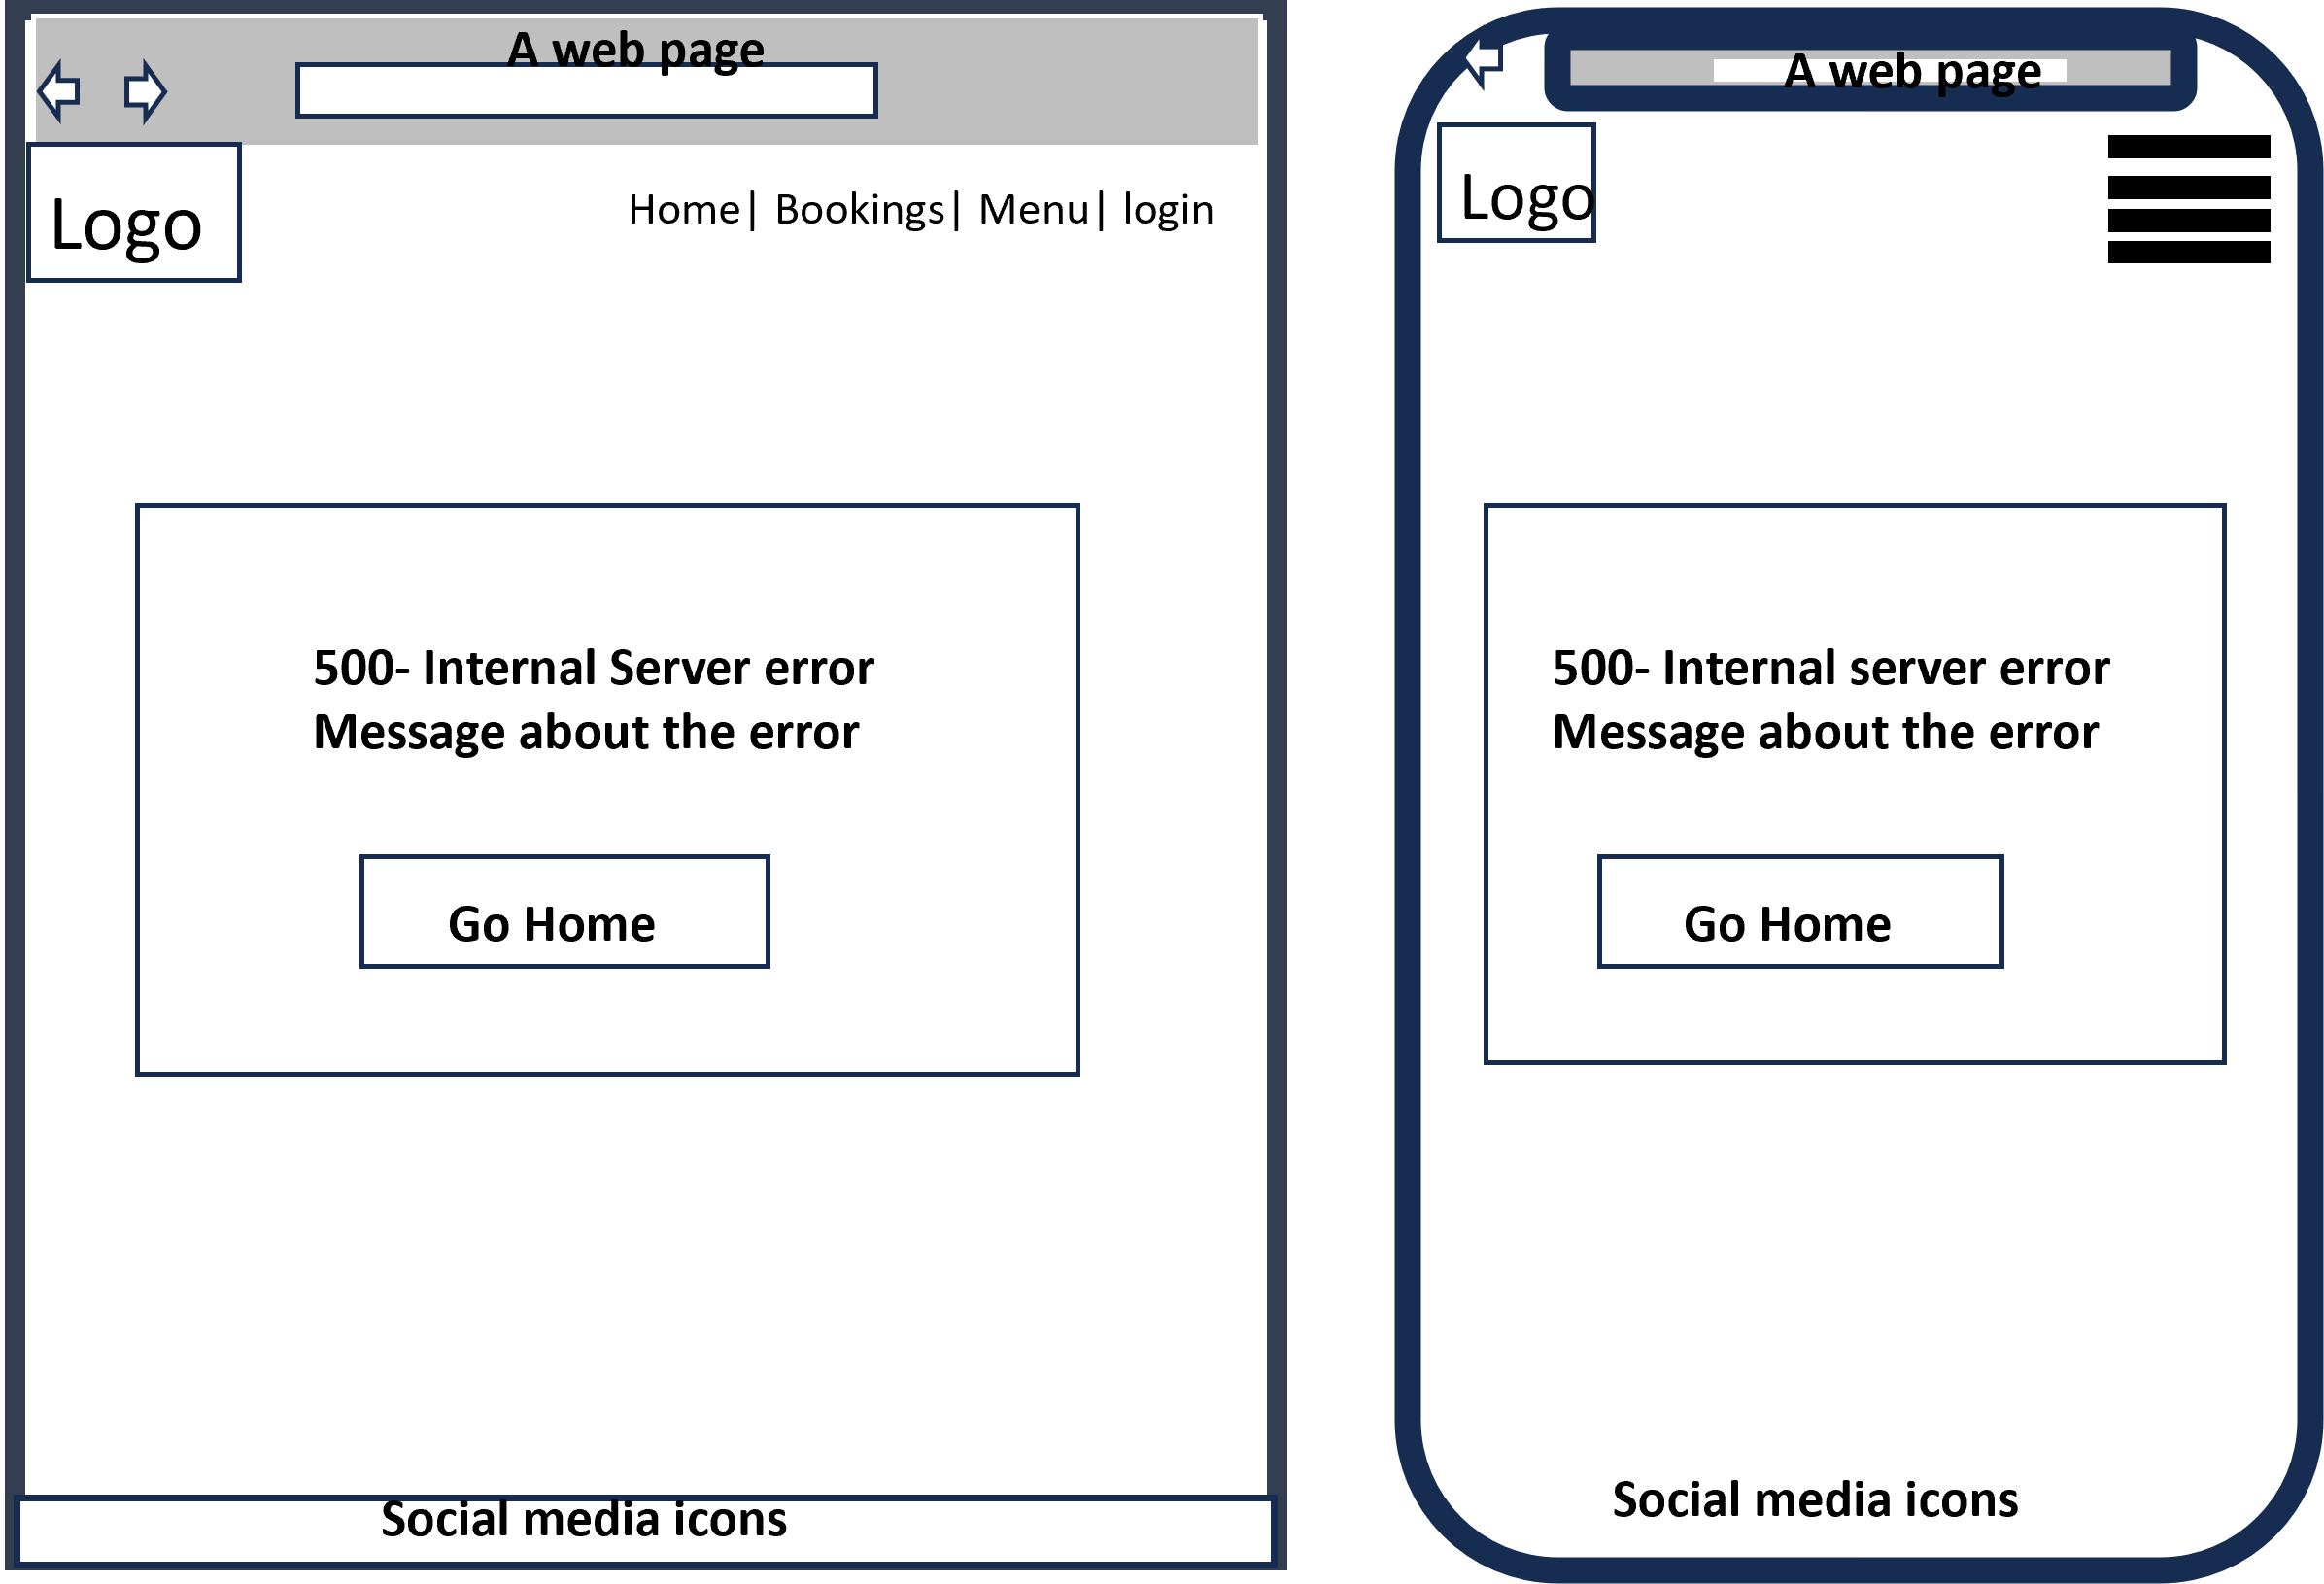 A web page
Logo
Home| Bookings| Menu| login
500- Internal Server error
Message about the error
Go Home
Social media icons
A web page
Logo
500- Internal server error
Message about the error
Go Home
Social media icons